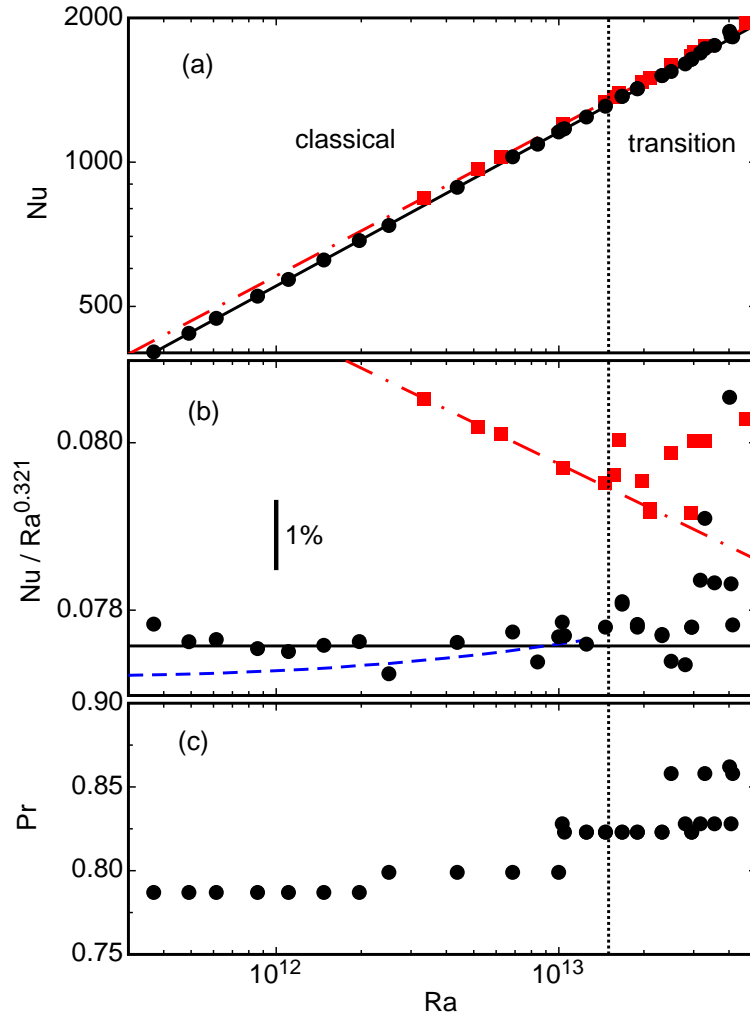 2000
(a)
classical
transition
1000
Nu
500
(b)
0.080
1%
Nu / Ra^0.321
0.078
0.90
(c)
0.85
Pr
0.80
0.75
10^12
10^13
Ra